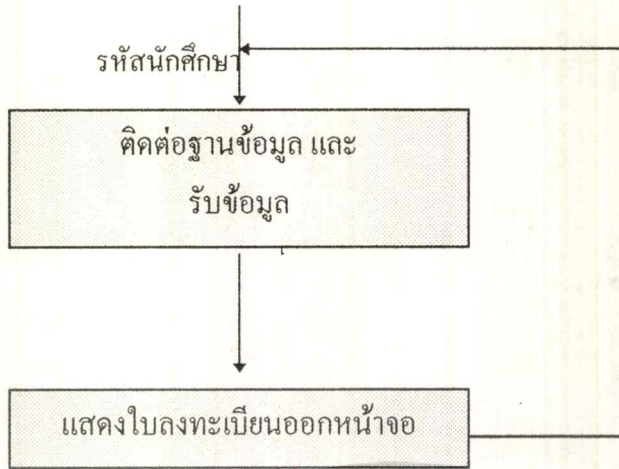 รหัสนักศึกษา
ติดต่อฐานข้อมูล และ
รับข้อมูล
แสดงใบลงทะเบียนออกหน้าจอ